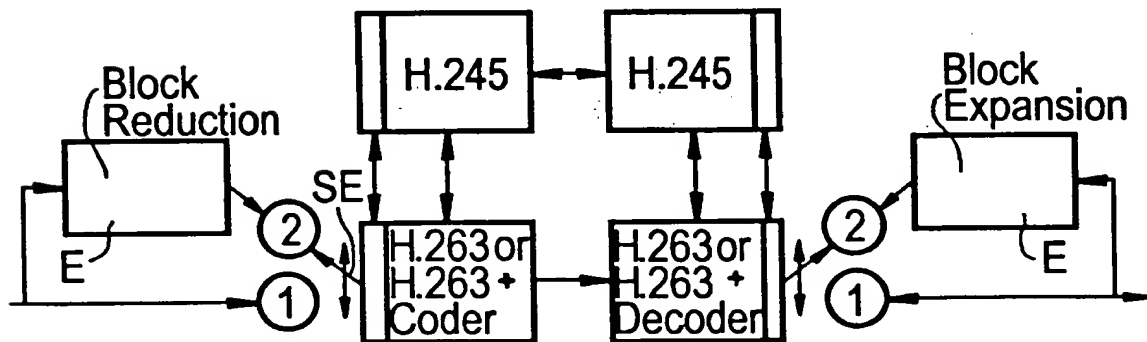 Block
Reduction
E
SE
2
1
H.245
H.245
H.263 or
H.263 +
Coder
H.263 or
H.263 +
Decoder
Block
Expansion
E
2
1